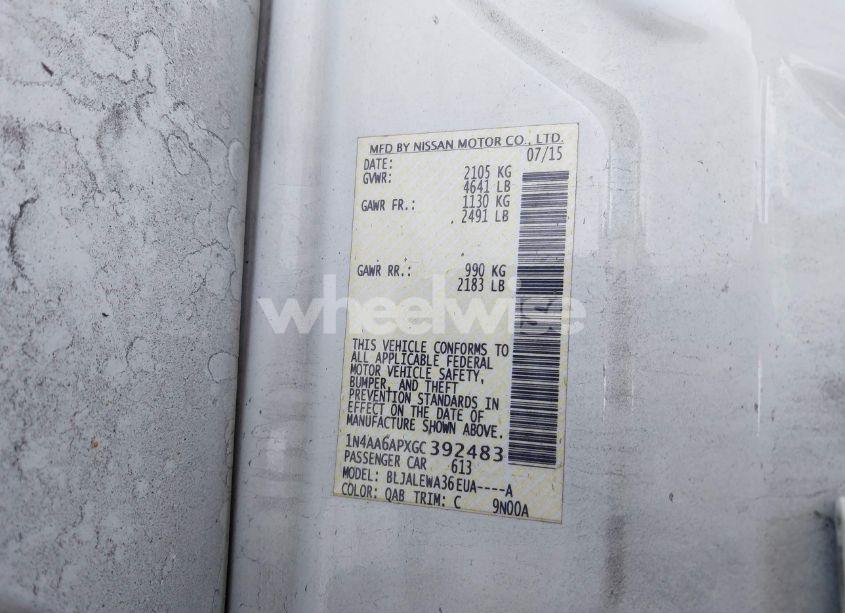 MFD BY NISSAN MOTOR CO., LTD.
DATE: 07/15
GVWR: 2105 KG
4641 LB
GAWR FR.: 1130 KG
2491 LB
GAWR RR.: 990 KG
2183 LB
wheelwise
THIS VEHICLE CONFORMS TO
ALL APPLICABLE FEDERAL
MOTOR VEHICLE SAFETY,
BUMPER, AND THEFT
PREVENTION STANDARDS IN
EFFECT ON THE DATE OF
MANUFACTURE SHOWN ABOVE.
1N4AA6APXGC392483
PASSENGER CAR 613
MODEL: BLJALEWA36EUA----A
COLOR: QAB TRIM: C 9N00A